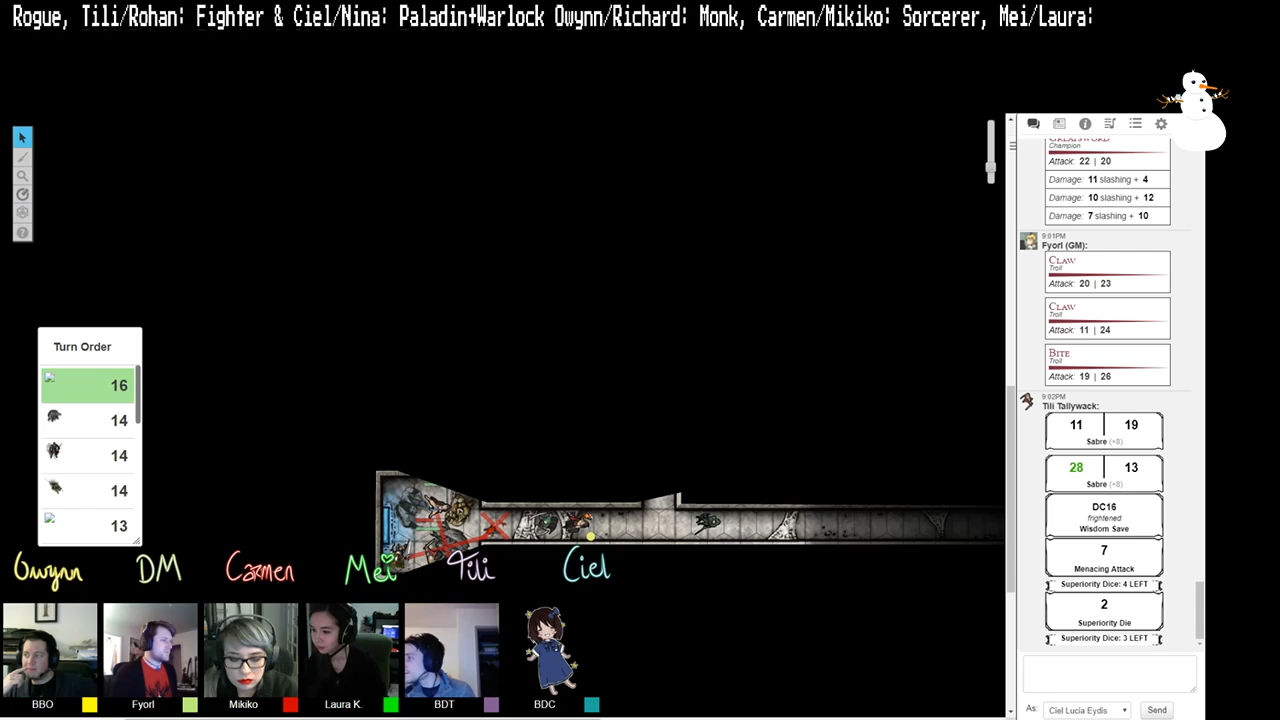 Rogue, Tili/Rohan: Fighter & Ciel/Nina: Paladin+Warlock Owynn/Richard: Monk, Carmen/Mikiko: Sorcerer, Mei/Laura:
Greatsword
Champion
Attack: 22 | 20
Damage: 11 slashing + 4
Damage: 10 slashing + 12
Damage: 7 slashing + 10
9:01PM
Fyorl (GM):
Claw
Troll
Attack: 20 | 23
Claw
Troll
Attack: 11 | 24
Bite
Troll
Attack: 19 | 26
9:02PM
Tili Tallywack:
11 19
Sabre (+8)
28 13
Sabre (+8)
DC16
frightened
Wisdom Save
7
Menacing Attack
Superiority Dice: 4 LEFT
2
Superiority Die
Superiority Dice: 3 LEFT
As: Ciel Lucia Eydis Send
Turn Order
16
14
14
14
13
Owynn DM Carmen Mei Tili Ciel
BBO Fyorl Mikiko Laura K. BDT BDC